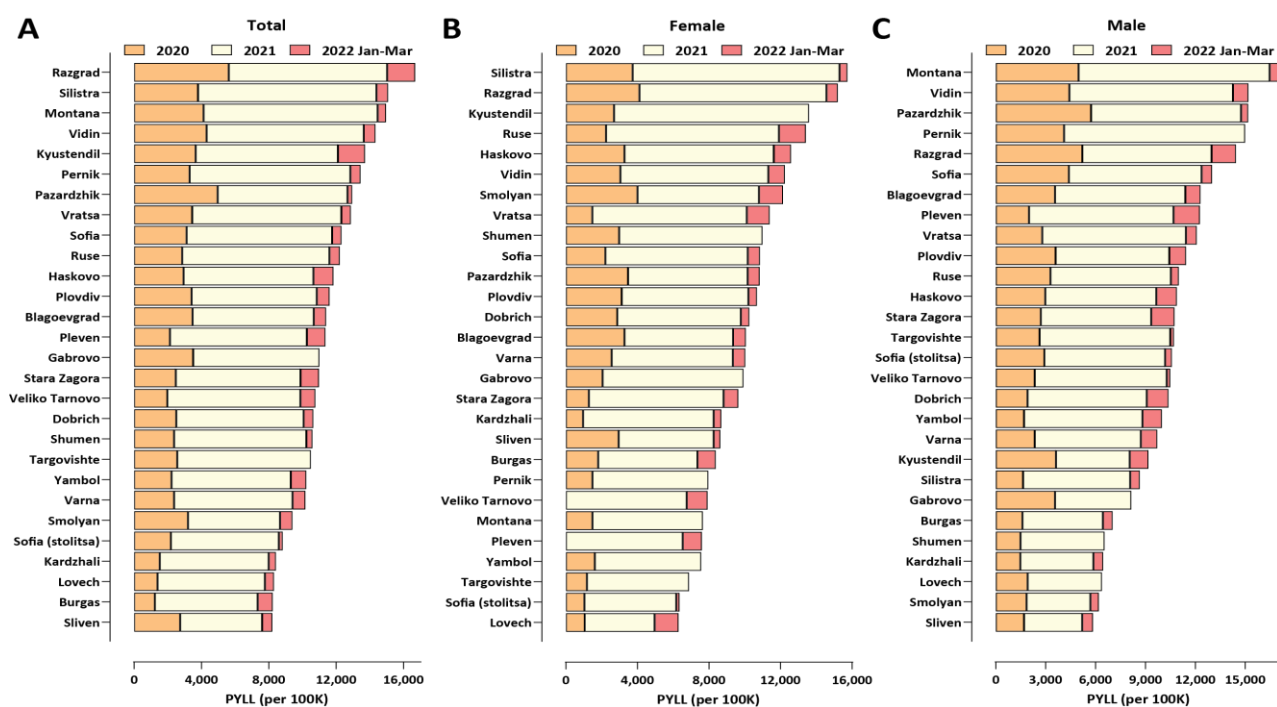 A Total
2020 2021 2022 Jan-Mar
Razgrad
Silistra
Montana
Vidin
Kyustendil
Pernik
Pazardzhik
Vratsa
Sofia
Ruse
Haskovo
Plovdiv
Blagoevgrad
Pleven
Gabrovo
Stara Zagora
Veliko Tarnovo
Dobrich
Shumen
Targovishte
Yambol
Varna
Smolyan
Sofia (stolitsa)
Kardzhali
Lovech
Burgas
Sliven
0 4,000 8,000 12,000 16,000
PYLL (per 100K)
B Female
2020 2021 2022 Jan-Mar
Silistra
Razgrad
Kyustendil
Ruse
Haskovo
Vidin
Smolyan
Vratsa
Shumen
Sofia
Pazardzhik
Plovdiv
Dobrich
Blagoevgrad
Varna
Gabrovo
Stara Zagora
Kardzhali
Sliven
Burgas
Pernik
Veliko Tarnovo
Montana
Pleven
Yambol
Targovishte
Sofia (stolitsa)
Lovech
0 4,000 8,000 12,000 16,000
PYLL (per 100K)
C Male
2020 2021 2022 Jan-Mar
Montana
Vidin
Pazardzhik
Pernik
Razgrad
Sofia
Blagoevgrad
Pleven
Vratsa
Plovdiv
Ruse
Haskovo
Stara Zagora
Targovishte
Sofia (stolitsa)
Veliko Tarnovo
Dobrich
Yambol
Varna
Kyustendil
Silistra
Gabrovo
Burgas
Shumen
Kardzhali
Lovech
Smolyan
Sliven
0 3,000 6,000 9,000 12,000 15,000
PYLL (per 100K)